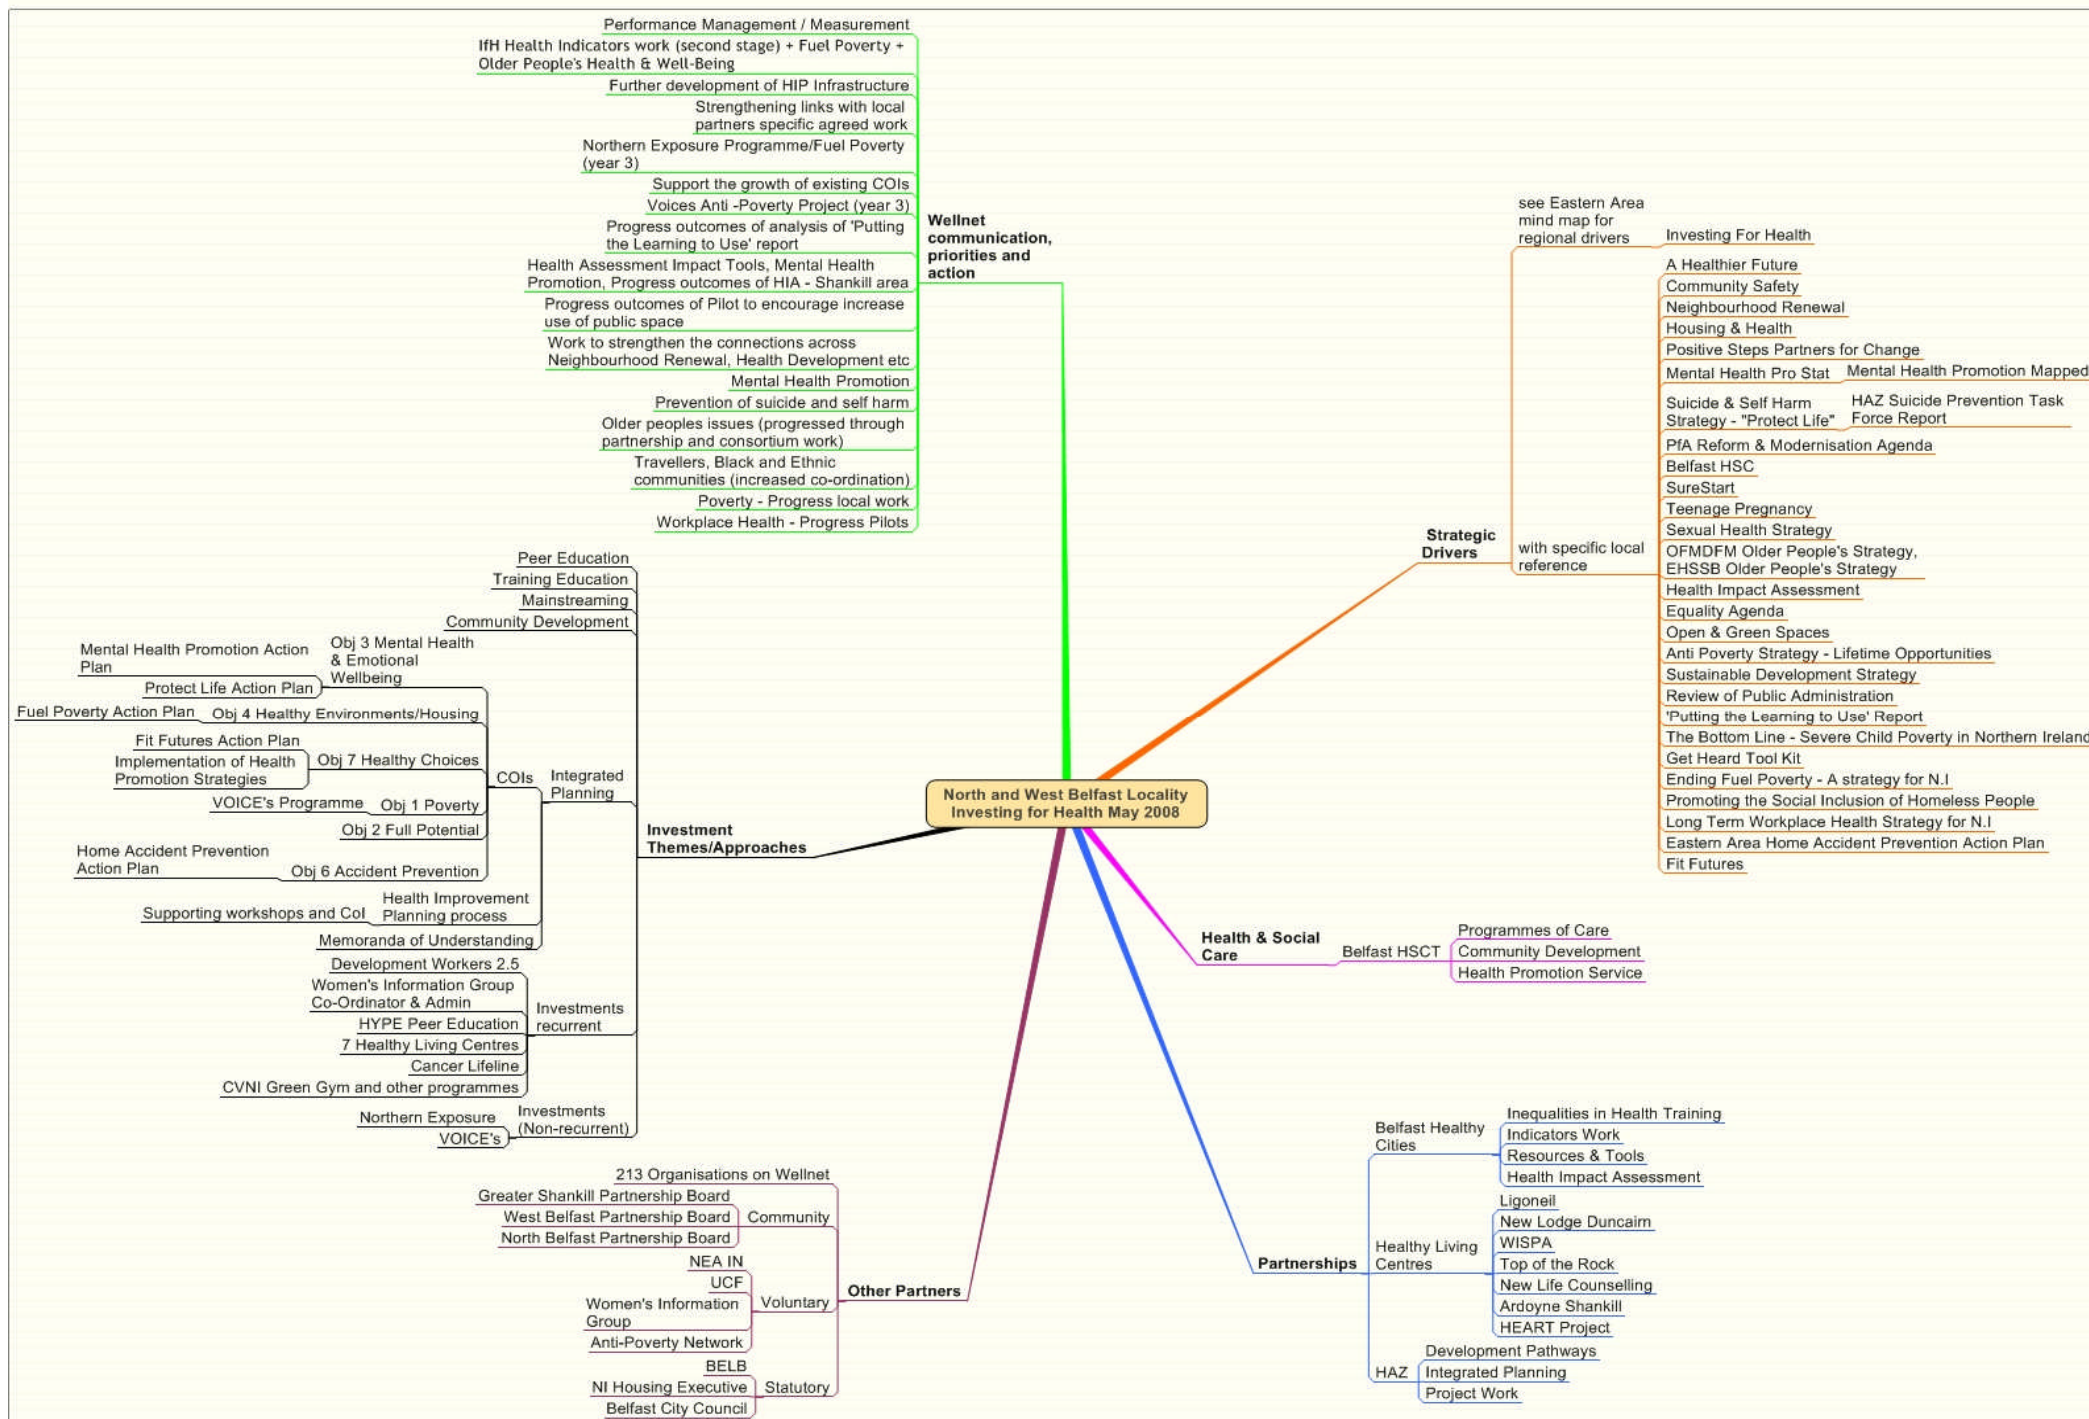 Performance Management / Measurement
IfH Health Indicators work (second stage) + Fuel Poverty +
Older People's Health & Well-Being
Further development of HIP Infrastructure
Strengthening links with local
partners specific agreed work
Northern Exposure Programme/Fuel Poverty
(year 3)
Support the growth of existing COIs
Voices Anti -Poverty Project (year 3)
Progress outcomes of analysis of 'Putting
the Learning to Use' report
Health Assessment Impact Tools, Mental Health
Promotion, Progress outcomes of HIA - Shankill area
Progress outcomes of Pilot to encourage increase
use of public space
Work to strengthen the connections across
Neighbourhood Renewal, Health Development etc
Mental Health Promotion
Prevention of suicide and self harm
Older peoples issues (progressed through
partnership and consortium work)
Travellers, Black and Ethnic
communities (increased co-ordination)
Poverty - Progress local work
Workplace Health - Progress Pilots
Wellnet
communication,
priorities and
action
Peer Education
Training Education
Mainstreaming
Community Development
Mental Health Promotion Action
Plan
Protect Life Action Plan
Obj 3 Mental Health
& Emotional
Wellbeing
Fuel Poverty Action Plan
Obj 4 Healthy Environments/Housing
Fit Futures Action Plan
Implementation of Health
Promotion Strategies
Obj 7 Healthy Choices
VOICE's Programme
Obj 1 Poverty
Obj 2 Full Potential
Home Accident Prevention
Action Plan
Obj 6 Accident Prevention
COIs
Supporting workshops and CoI
Health Improvement
Planning process
Memoranda of Understanding
Integrated
Planning
Development Workers 2.5
Women's Information Group
Co-Ordinator & Admin
HYPE Peer Education
7 Healthy Living Centres
Cancer Lifeline
CVNI Green Gym and other programmes
Investments
recurrent
Northern Exposure
VOICE's
Investments
(Non-recurrent)
Investment
Themes/Approaches
213 Organisations on Wellnet
Greater Shankill Partnership Board
West Belfast Partnership Board
North Belfast Partnership Board
Community
NEA IN
UCF
Women's Information
Group
Anti-Poverty Network
Voluntary
BELB
NI Housing Executive
Belfast City Council
Statutory
Other Partners
North and West Belfast Locality
Investing for Health May 2008
Strategic
Drivers
see Eastern Area
mind map for
regional drivers
Investing For Health
with specific local
reference
A Healthier Future
Community Safety
Neighbourhood Renewal
Housing & Health
Positive Steps Partners for Change
Mental Health Pro Stat
Mental Health Promotion Mapped
Suicide & Self Harm
Strategy - "Protect Life"
HAZ Suicide Prevention Task
Force Report
PfA Reform & Modernisation Agenda
Belfast HSC
SureStart
Teenage Pregnancy
Sexual Health Strategy
OFMDFM Older People's Strategy,
EHSSB Older People's Strategy
Health Impact Assessment
Equality Agenda
Open & Green Spaces
Anti Poverty Strategy - Lifetime Opportunities
Sustainable Development Strategy
Review of Public Administration
'Putting the Learning to Use' Report
The Bottom Line - Severe Child Poverty in Northern Ireland
Get Heard Tool Kit
Ending Fuel Poverty - A strategy for N.I
Promoting the Social Inclusion of Homeless People
Long Term Workplace Health Strategy for N.I
Eastern Area Home Accident Prevention Action Plan
Fit Futures
Health & Social
Care
Belfast HSCT
Programmes of Care
Community Development
Health Promotion Service
Partnerships
Belfast Healthy
Cities
Inequalities in Health Training
Indicators Work
Resources & Tools
Health Impact Assessment
Healthy Living
Centres
Ligoneil
New Lodge Duncairn
WISPA
Top of the Rock
New Life Counselling
Ardoyne Shankill
HEART Project
HAZ
Development Pathways
Integrated Planning
Project Work